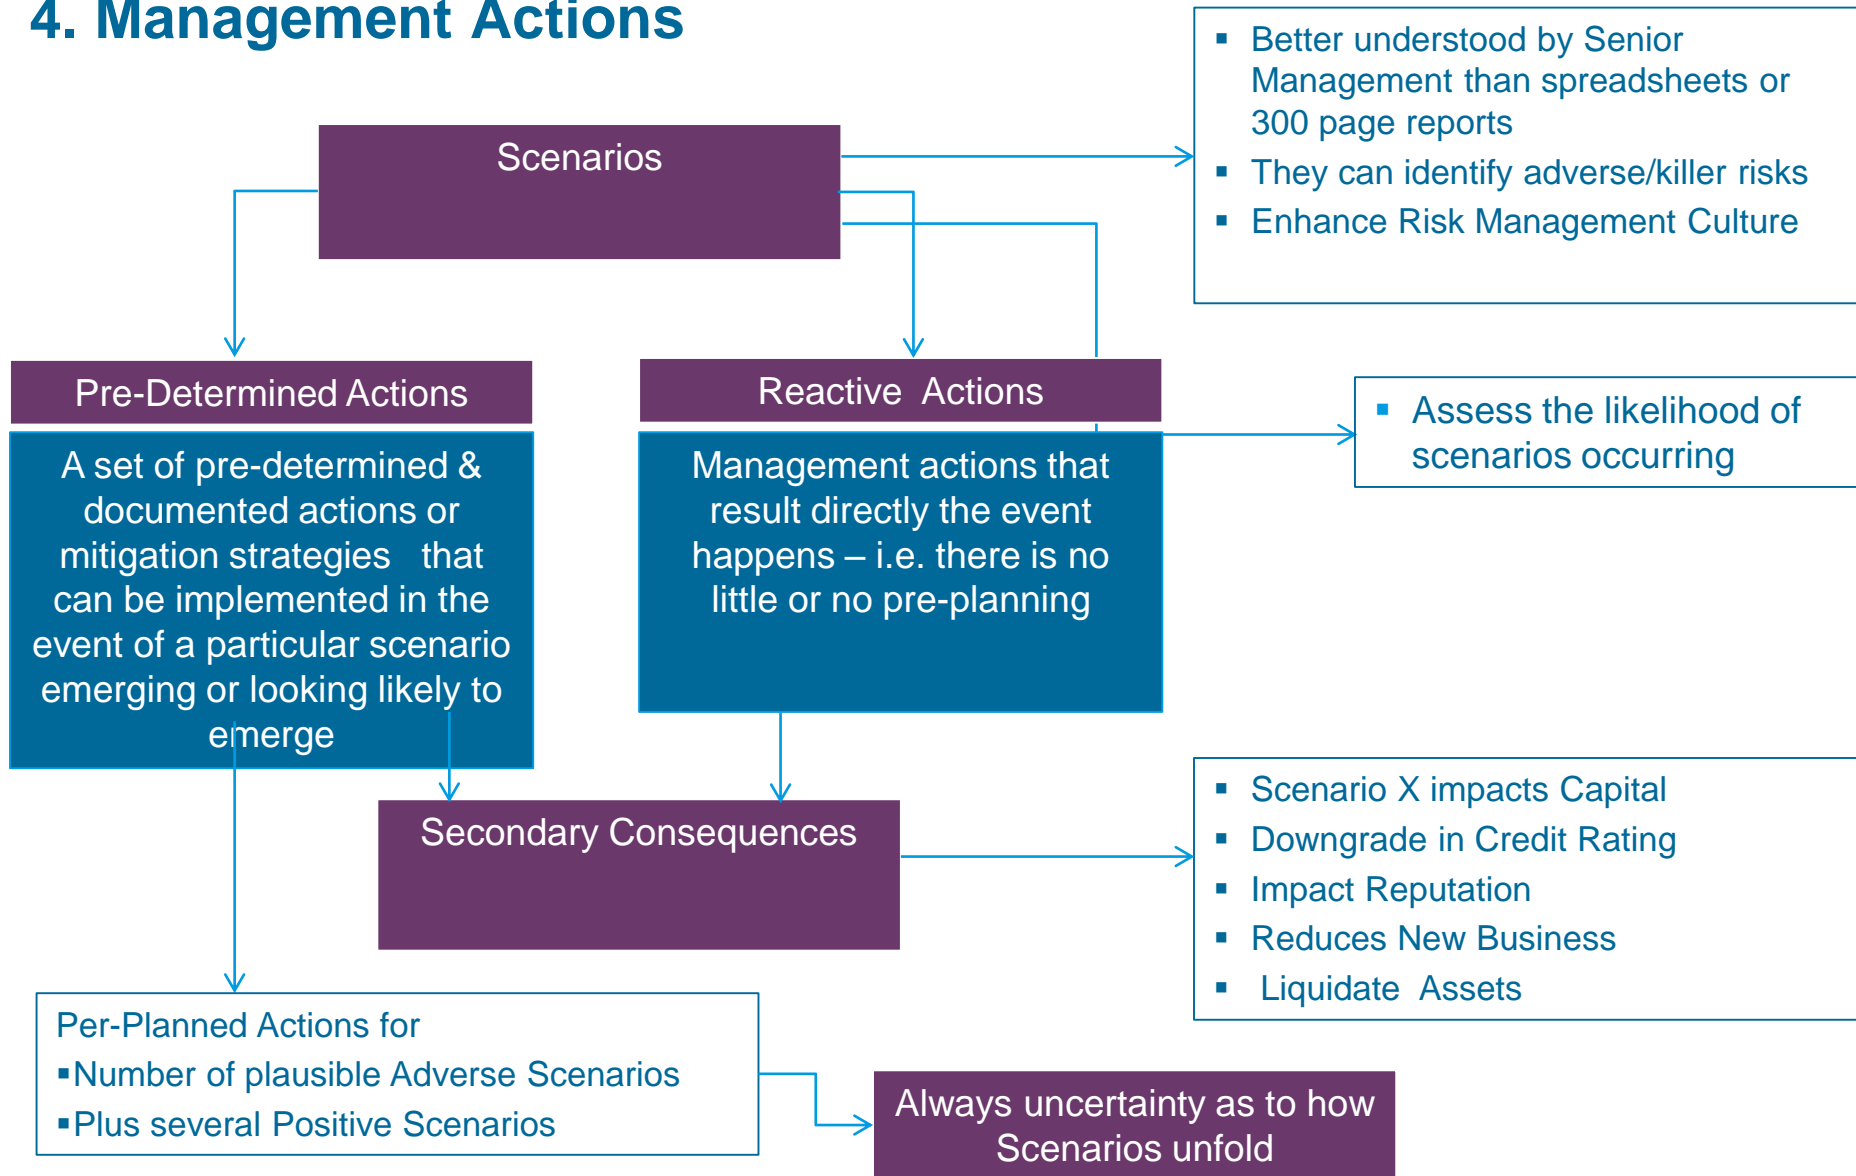 4. Management Actions
▪ Better understood by Senior
Management than spreadsheets or
300 page reports
▪ They can identify adverse/killer risks
▪ Enhance Risk Management Culture
Scenarios
Pre-Determined Actions
A set of pre-determined &
documented actions or
mitigation strategies that
can be implemented in the
event of a particular scenario
emerging or looking likely to
emerge
Reactive Actions
Management actions that
result directly the event
happens – i.e. there is no
little or no pre-planning
▪ Assess the likelihood of
scenarios occurring
Secondary Consequences
▪ Scenario X impacts Capital
▪ Downgrade in Credit Rating
▪ Impact Reputation
▪ Reduces New Business
▪ Liquidate Assets
Per-Planned Actions for
▪Number of plausible Adverse Scenarios
▪Plus several Positive Scenarios
Always uncertainty as to how
Scenarios unfold